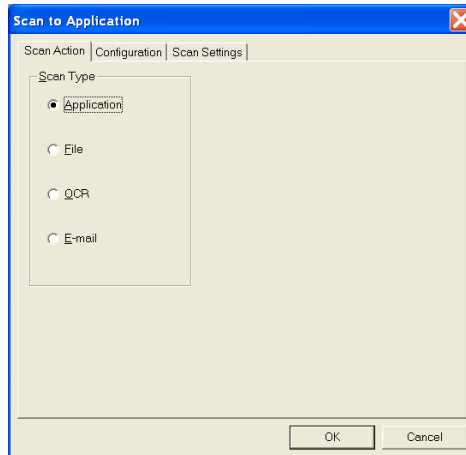 Scan to Application
Scan Action Configuration Scan Settings
Scan Type
Application
File
OCR
E-mail
OK Cancel